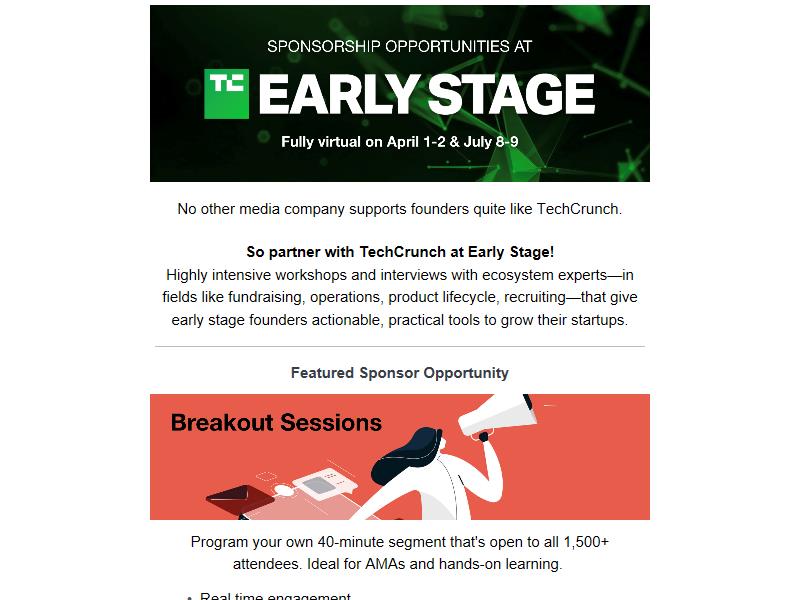 SPONSORSHIP OPPORTUNITIES AT
TC EARLY STAGE
Fully virtual on April 1-2 & July 8-9
No other media company supports founders quite like TechCrunch.
So partner with TechCrunch at Early Stage!
Highly intensive workshops and interviews with ecosystem experts—in
fields like fundraising, operations, product lifecycle, recruiting—that give
early stage founders actionable, practical tools to grow their startups.
Featured Sponsor Opportunity
Breakout Sessions
Program your own 40-minute segment that's open to all 1,500+
attendees. Ideal for AMAs and hands-on learning.
• Real time engagement